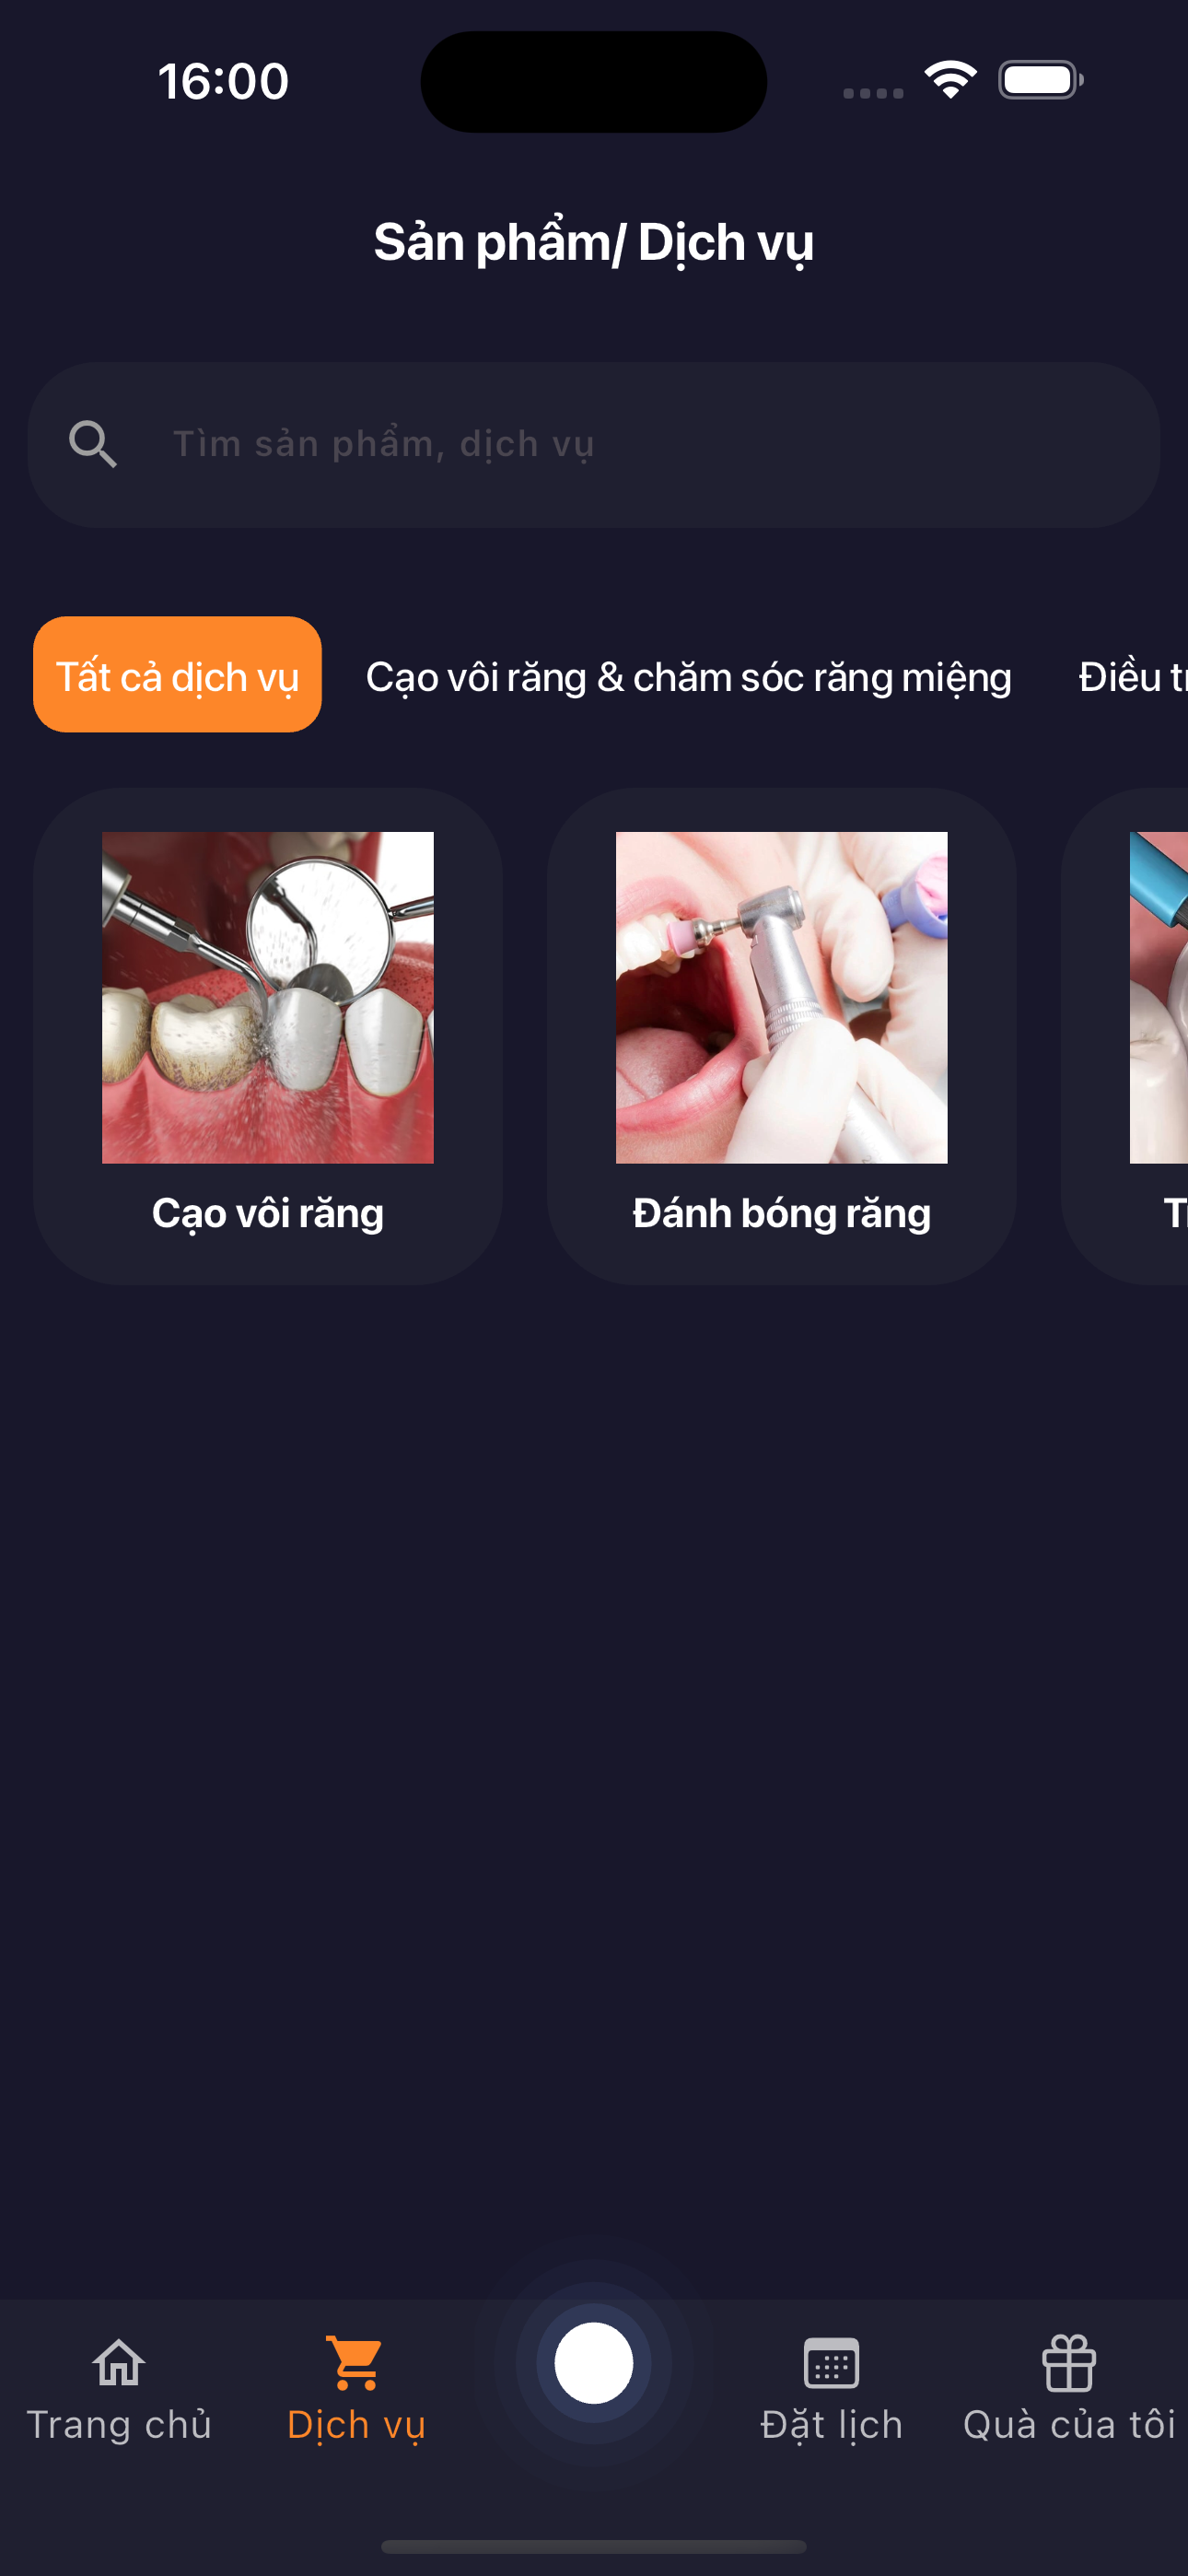 16:00
Sản phẩm/ Dịch vụ
Tìm sản phẩm, dịch vụ
Tất cả dịch vụ
Cạo vôi răng & chăm sóc răng miệng
Điều
Cạo vôi răng
Đánh bóng răng
Trang chủ
Dịch vụ
Đặt lịch
Quà của tôi